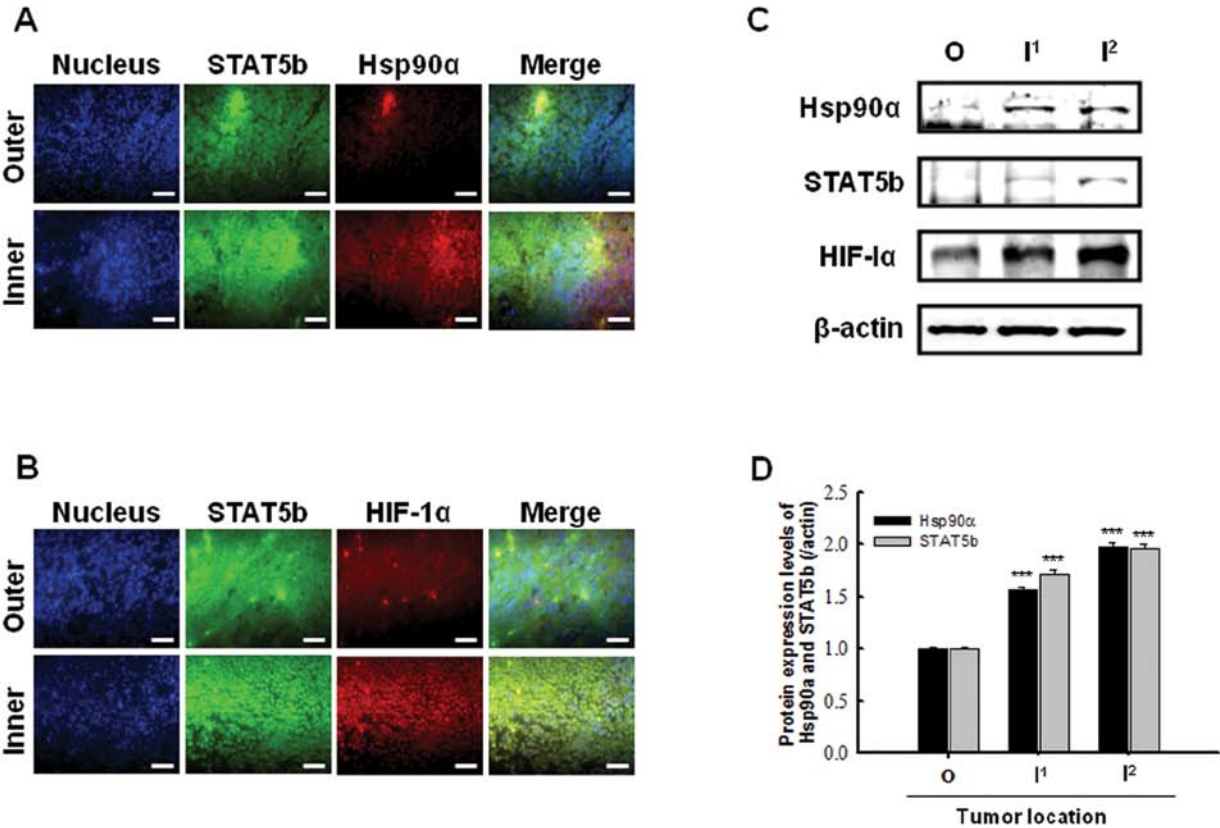 A
Nucleus STAT5b Hsp90α Merge
Outer
Inner
B
Nucleus STAT5b HIF-1α Merge
Outer
Inner
C
O I1 I2
Hsp90α
STAT5b
HIF-Iα
β-actin
D
Protein expression levels of
Hsp90a and STAT5b (/actin)
2.5
2.0
1.5
1.0
0.5
0.0
Hsp90α
STAT5b
*** ***
*** ***
O I1 I2
Tumor location